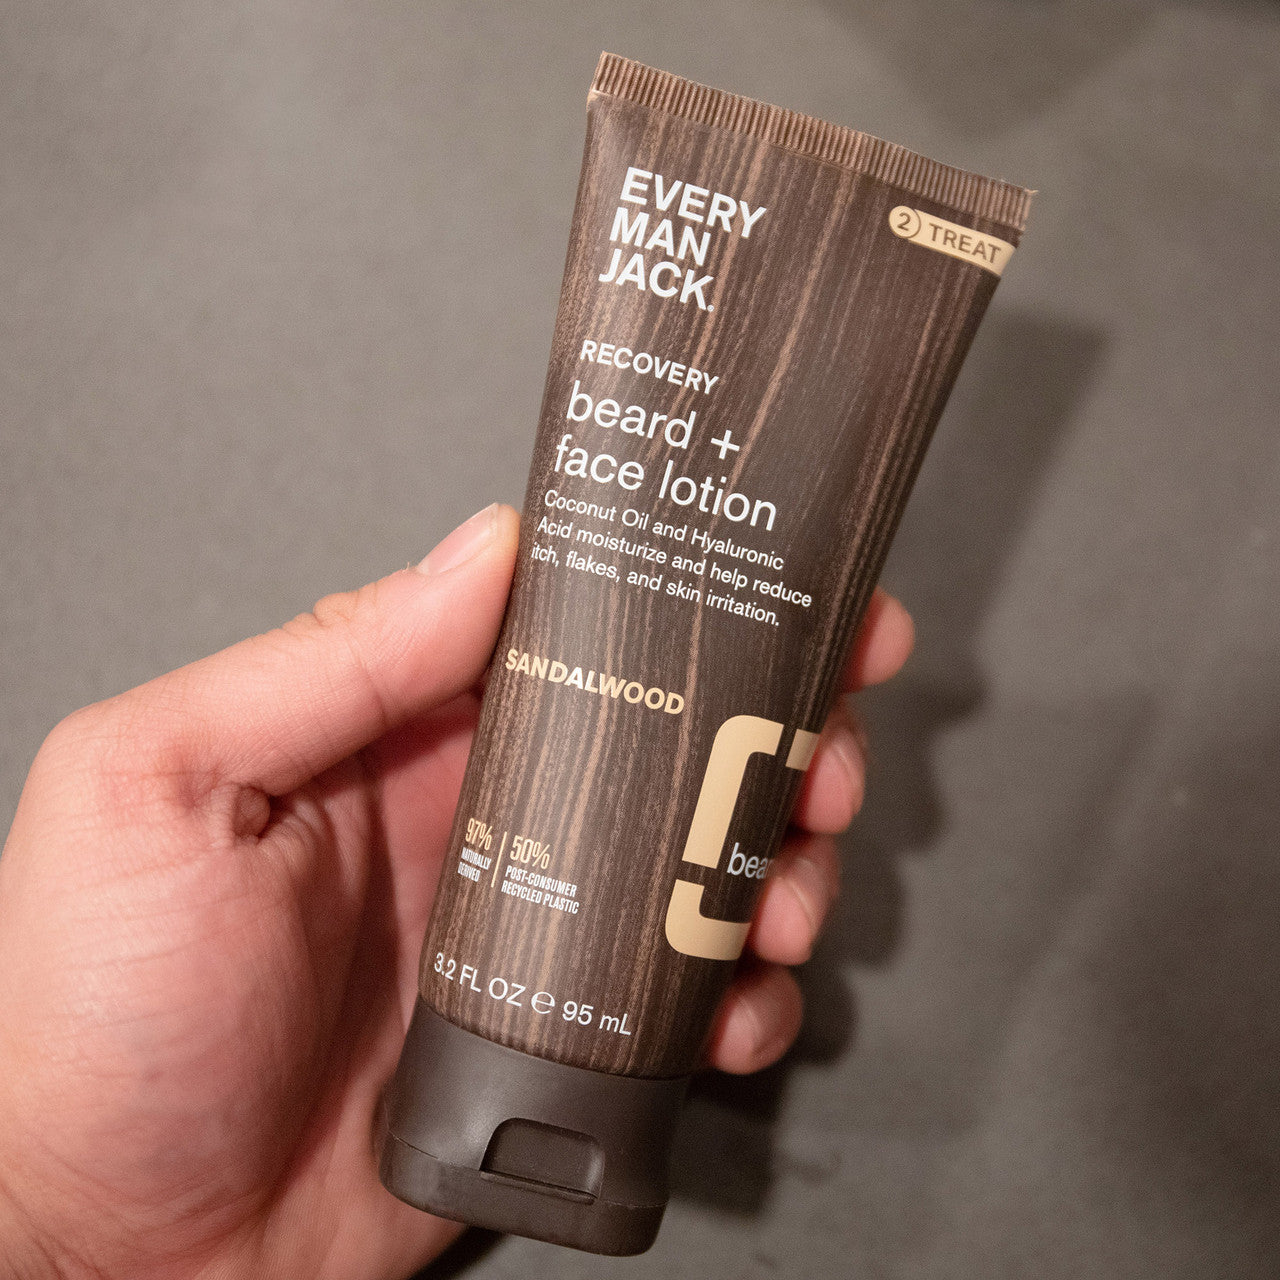 EVERY
MAN
JACK.
2 TREAT
RECOVERY
beard +
face lotion
Coconut Oil and Hyaluronic
Acid moisturize and help reduce
itch, flakes, and skin irritation.
SANDALWOOD
97%
NATURALLY
DERIVED
50%
POST-CONSUMER
RECYCLED PLASTIC
bear
3.2 FL OZ ℮ 95 mL